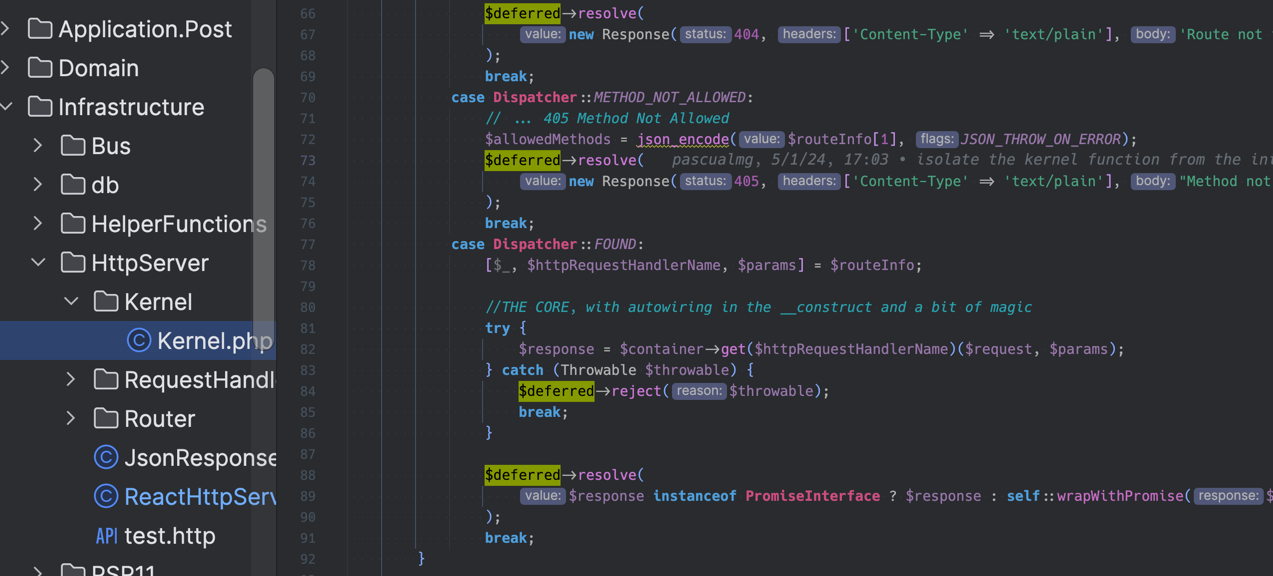 Application.Post
Domain
Infrastructure
Bus
db
HelperFunctions
HttpServer
Kernel
Kernel.php
RequestHandl
Router
JsonResponse
ReactHttpServ
API test.http
PSR11
66 $deferred->resolve(
67 value: new Response( status: 404, headers: ['Content-Type' => 'text/plain'], body: 'Route not
68 );
69 break;
70 case Dispatcher::METHOD_NOT_ALLOWED:
71 // ... 405 Method Not Allowed
72 $allowedMethods = json_encode( value: $routeInfo[1], flags: JSON_THROW_ON_ERROR);
73 $deferred->resolve( pascualmg, 5/1/24, 17:03 • isolate the kernel function from the in
74 value: new Response( status: 405, headers: ['Content-Type' => 'text/plain'], body: "Method not
75 );
76 break;
77 case Dispatcher::FOUND:
78 [$_, $httpRequestHandlerName, $params] = $routeInfo;
79
80 //THE CORE, with autowiring in the __construct and a bit of magic
81 try {
82 $response = $container->get($httpRequestHandlerName)($request, $params);
83 } catch (Throwable $throwable) {
84 $deferred->reject( reason: $throwable);
85 break;
86 }
87
88 $deferred->resolve(
89 value: $response instanceof PromiseInterface ? $response : self::wrapWithPromise( response: $
90 );
91 break;
92 }